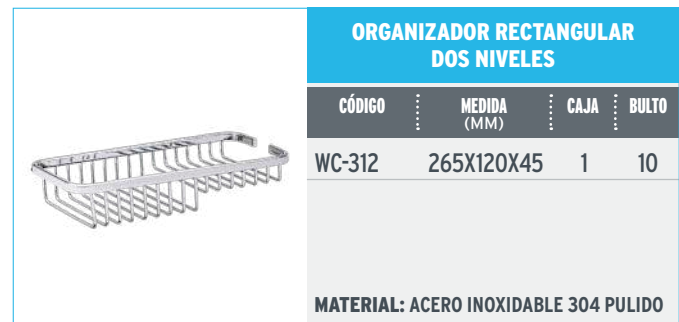 ORGANIZADOR RECTANGULAR
DOS NIVELES
CÓDIGO MEDIDA (MM) CAJA BULTO
WC-312 265X120X45 1 10
MATERIAL: ACERO INOXIDABLE 304 PULIDO